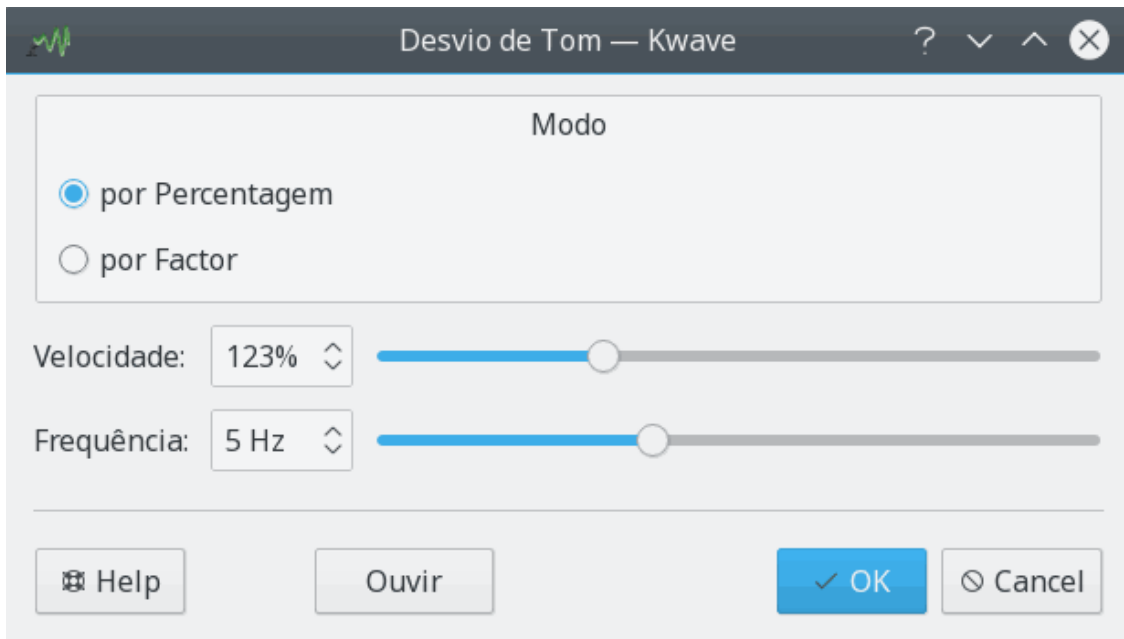 Desvio de Tom — Kwave
Modo
por Percentagem
por Factor
Velocidade: 123%
Frequência: 5 Hz
Help Ouvir OK Cancel